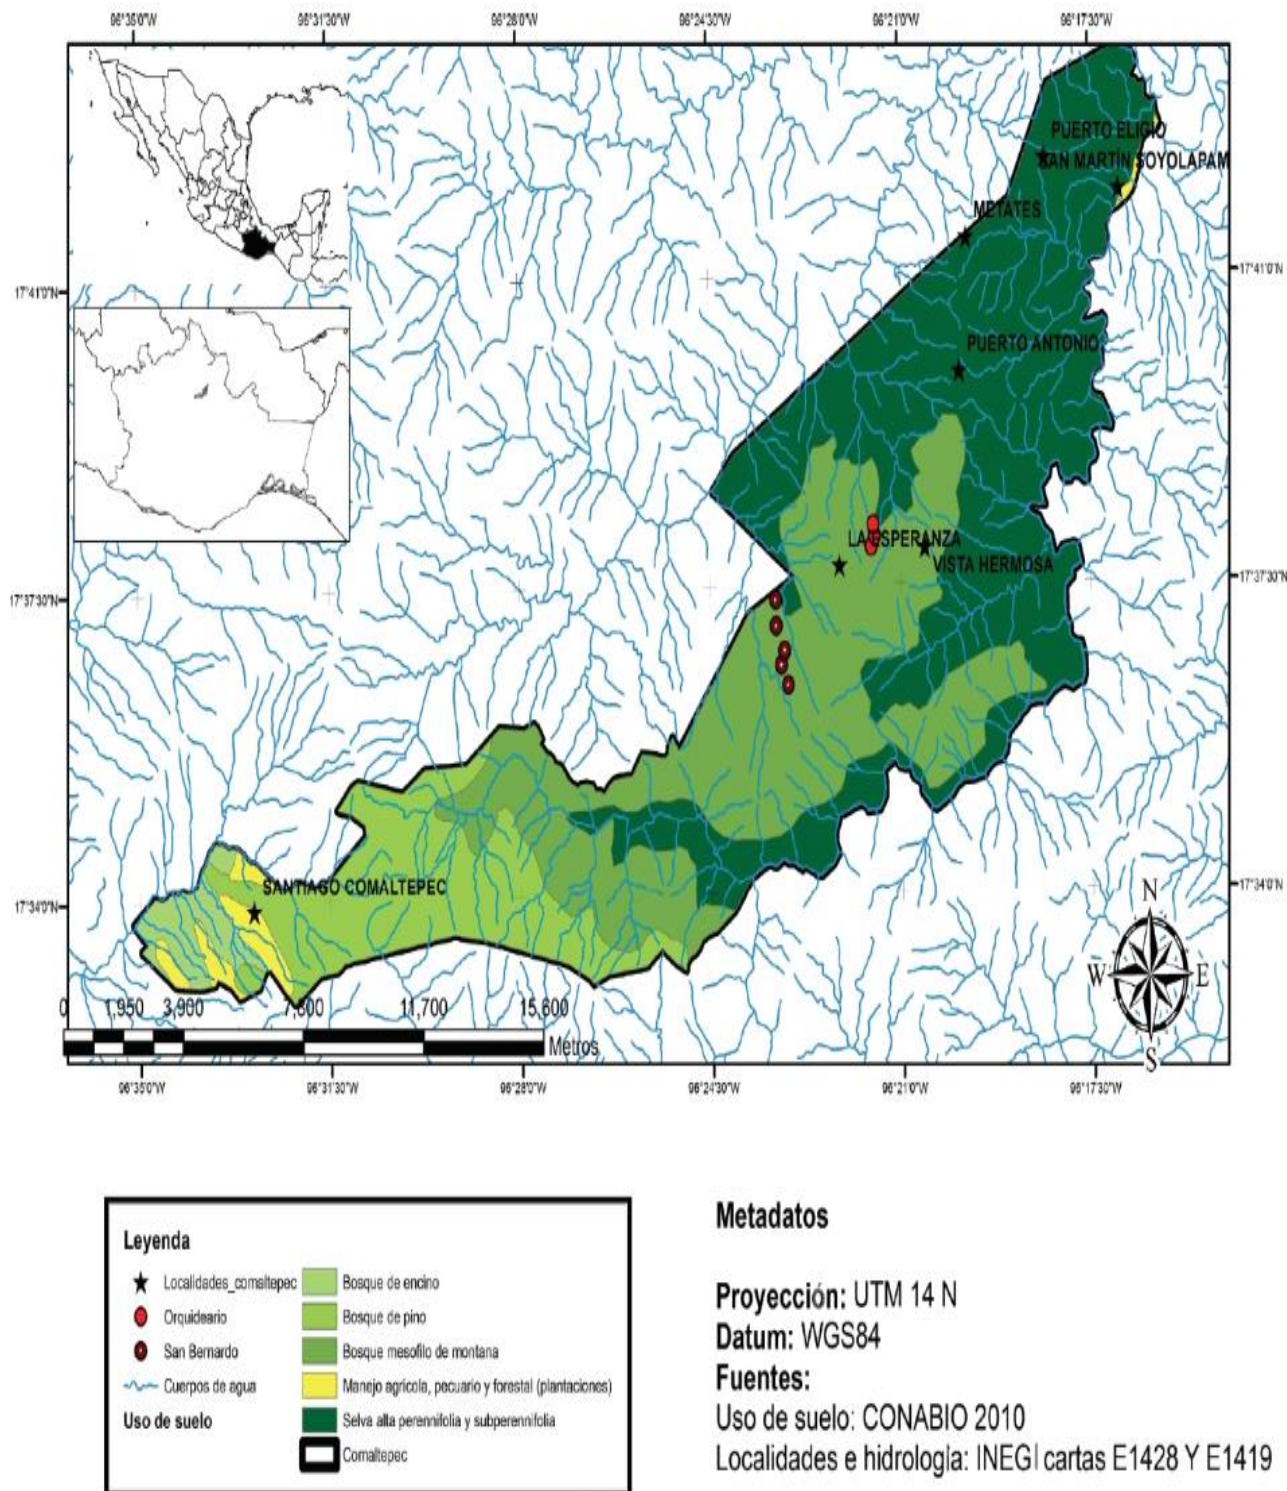 96°35'0"W 96°31'30"W 96°28'0"W 96°24'30"W 96°21'0"W 96°17'30"W
PUERTO ELIGIO
SAN MARTÍN SOYOLAPAM
METATES
17°41'0"N 17°41'0"N
PUERTO ANTONIO
LA ESPERANZA
VISTA HERMOSA
17°37'30"N 17°37'30"N
SANTIAGO COMALTEPEC
17°34'0"N 17°34'0"N
N
W E
S
0 1,950 3,900 7,800 11,700 15,600
Metros
96°35'0"W 96°31'30"W 96°28'0"W 96°24'30"W 96°21'0"W 96°17'30"W
Leyenda
Localidades_comaltepec
Orquideario
San Bernardo
Cuerpos de agua
Uso de suelo
Bosque de encino
Bosque de pino
Bosque mesofilo de montana
Manejo agrícola, pecuario y forestal (plantaciones)
Selva alta perennifolia y subperennifolia
Comaltepec
Metadatos
Proyección: UTM 14 N
Datum: WGS84
Fuentes:
Uso de suelo: CONABIO 2010
Localidades e hidrología: INEGI cartas E1428 Y E1419